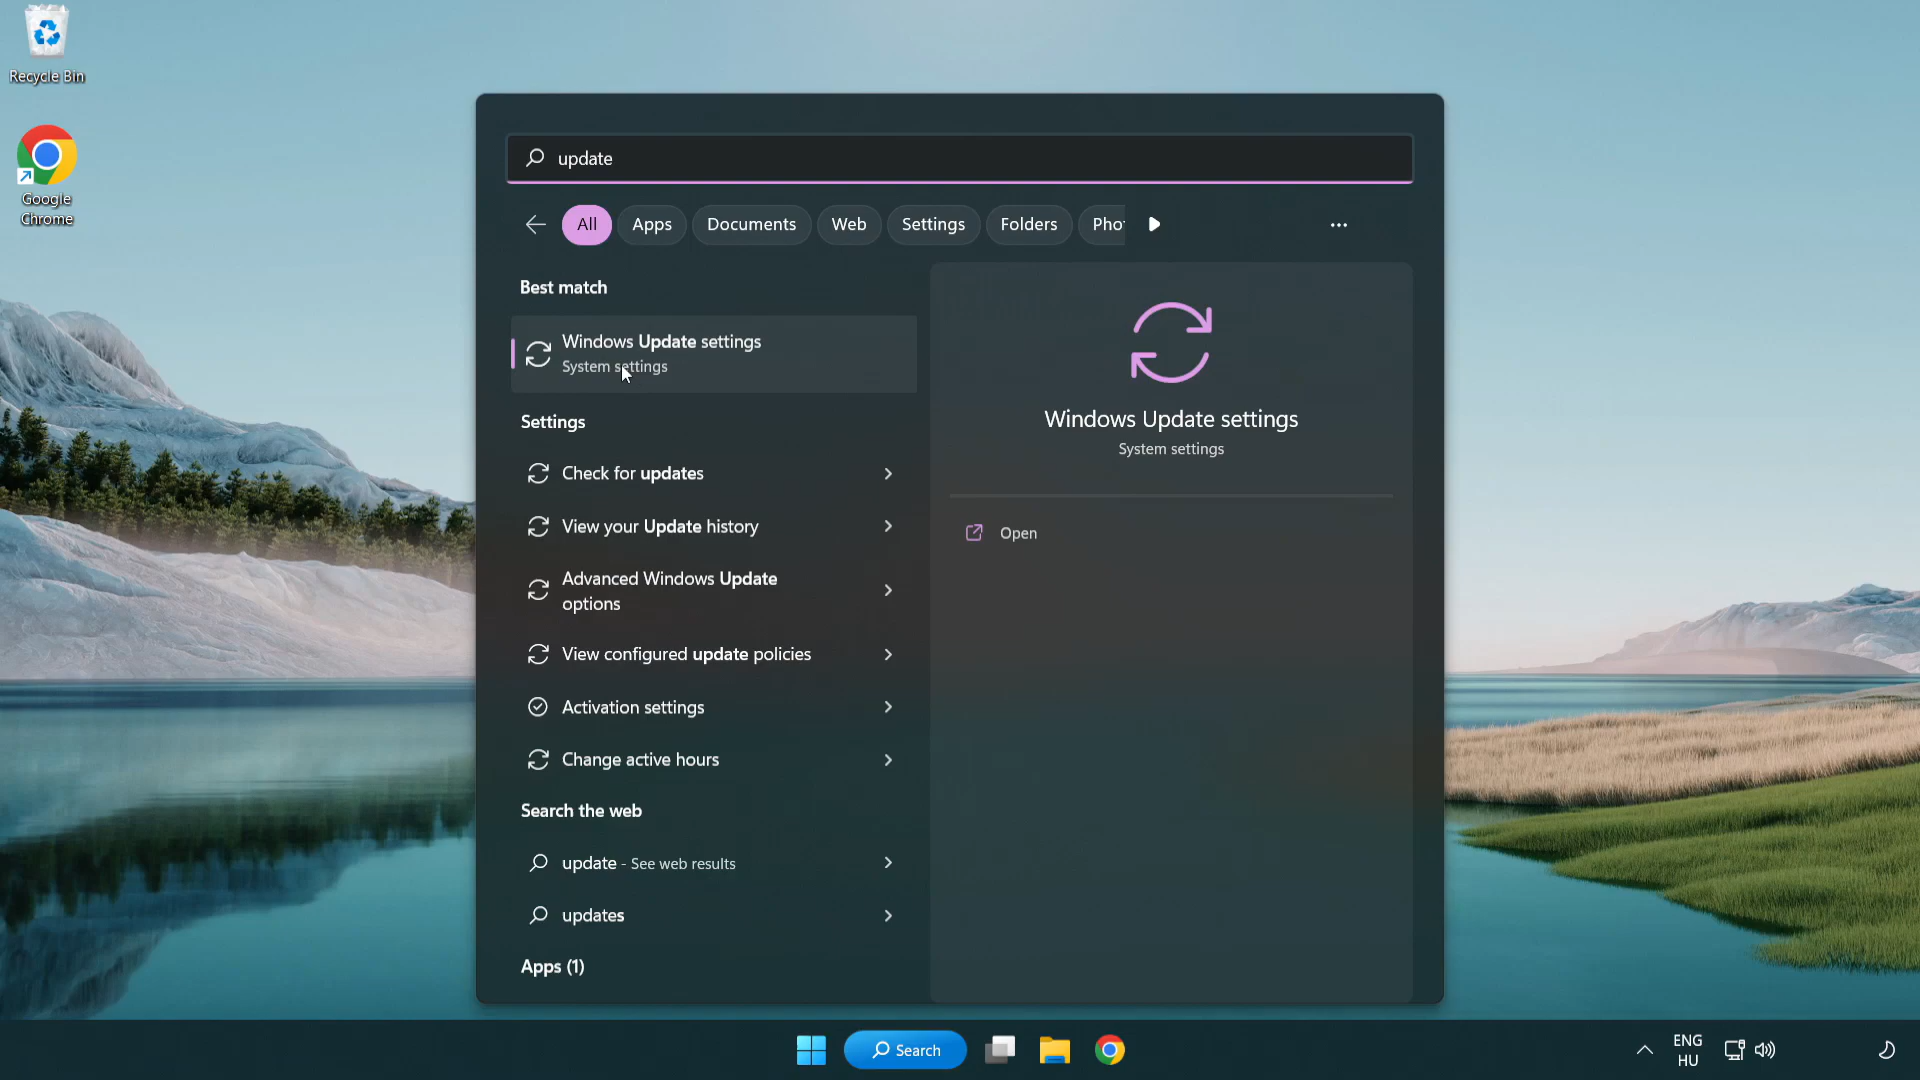 Recycle Bin
Google
Chrome
update
All
Apps
Documents
Web
Settings
Folders
Pho
Best match
Windows Update settings
System settings
Settings
Check for updates
View your Update history
Advanced Windows Update
options
View configured update policies
Activation settings
Change active hours
Search the web
update - See web results
updates
Apps (1)
Windows Update settings
System settings
Open
Search
ENG
HU